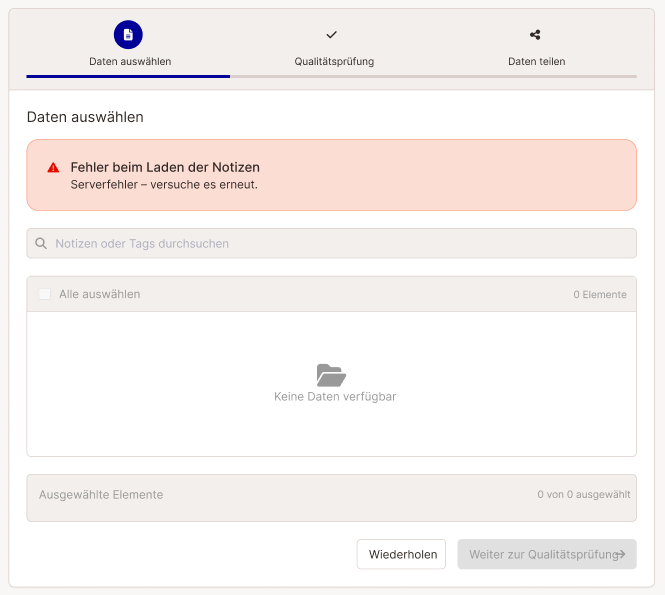 Daten auswählen
Qualitätsprüfung
Daten teilen
Daten auswählen
Fehler beim Laden der Notizen
Serverfehler – versuche es erneut.
Notizen oder Tags durchsuchen
Alle auswählen
0 Elemente
Keine Daten verfügbar
Ausgewählte Elemente
0 von 0 ausgewählt
Wiederholen
Weiter zur Qualitätsprüfung